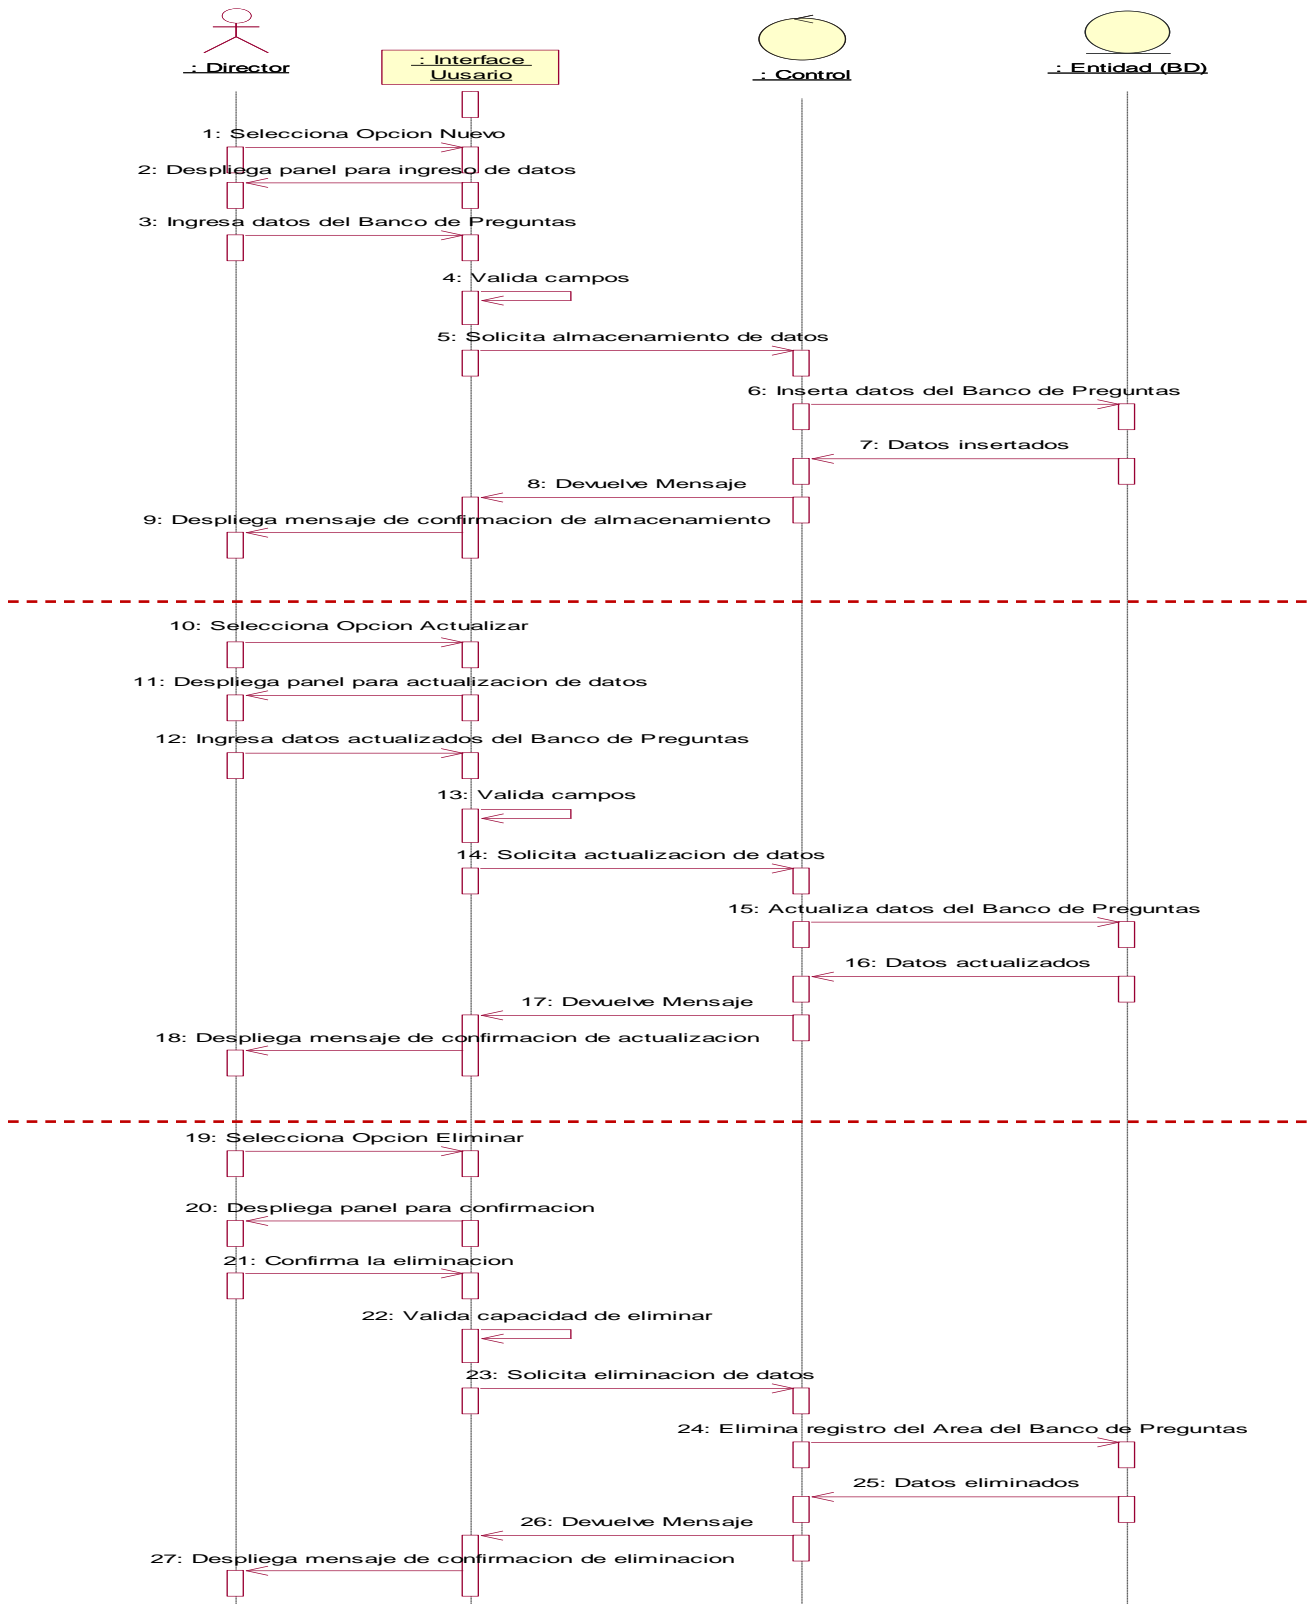 : Director
: Interface
Uusario
: Control
: Entidad (BD)
1: Selecciona Opcion Nuevo
2: Despliega panel para ingreso de datos
3: Ingresa datos del Banco de Preguntas
4: Valida campos
5: Solicita almacenamiento de datos
6: Inserta datos del Banco de Preguntas
7: Datos insertados
8: Devuelve Mensaje
9: Despliega mensaje de confirmacion de almacenamiento
10: Selecciona Opcion Actualizar
11: Despliega panel para actualizacion de datos
12: Ingresa datos actualizados del Banco de Preguntas
13: Valida campos
14: Solicita actualizacion de datos
15: Actualiza datos del Banco de Preguntas
16: Datos actualizados
17: Devuelve Mensaje
18: Despliega mensaje de confirmacion de actualizacion
19: Selecciona Opcion Eliminar
20: Despliega panel para confirmacion
21: Confirma la eliminacion
22: Valida capacidad de eliminar
23: Solicita eliminacion de datos
24: Elimina registro del Area del Banco de Preguntas
25: Datos eliminados
26: Devuelve Mensaje
27: Despliega mensaje de confirmacion de eliminacion